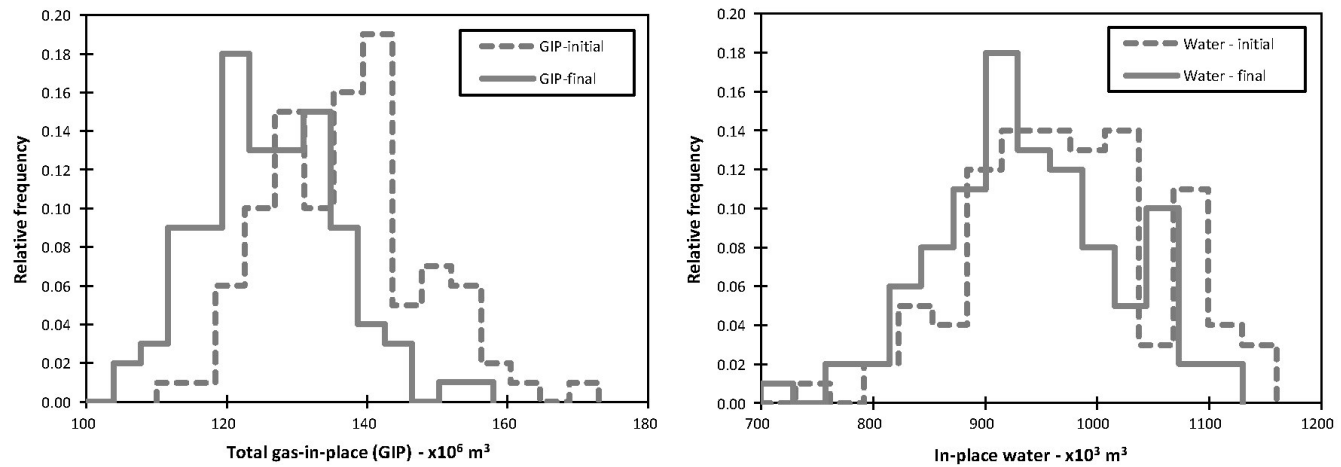 0.20
0.18
0.16
0.14
0.12
0.10
0.08
0.06
0.04
0.02
0.00
Relative frequency
GIP-initial
GIP-final
100 120 140 160 180
Total gas-in-place (GIP) - x10⁶ m³
0.20
0.18
0.16
0.14
0.12
0.10
0.08
0.06
0.04
0.02
0.00
Relative frequency
Water - initial
Water - final
700 800 900 1000 1100 1200
In-place water - x10³ m³